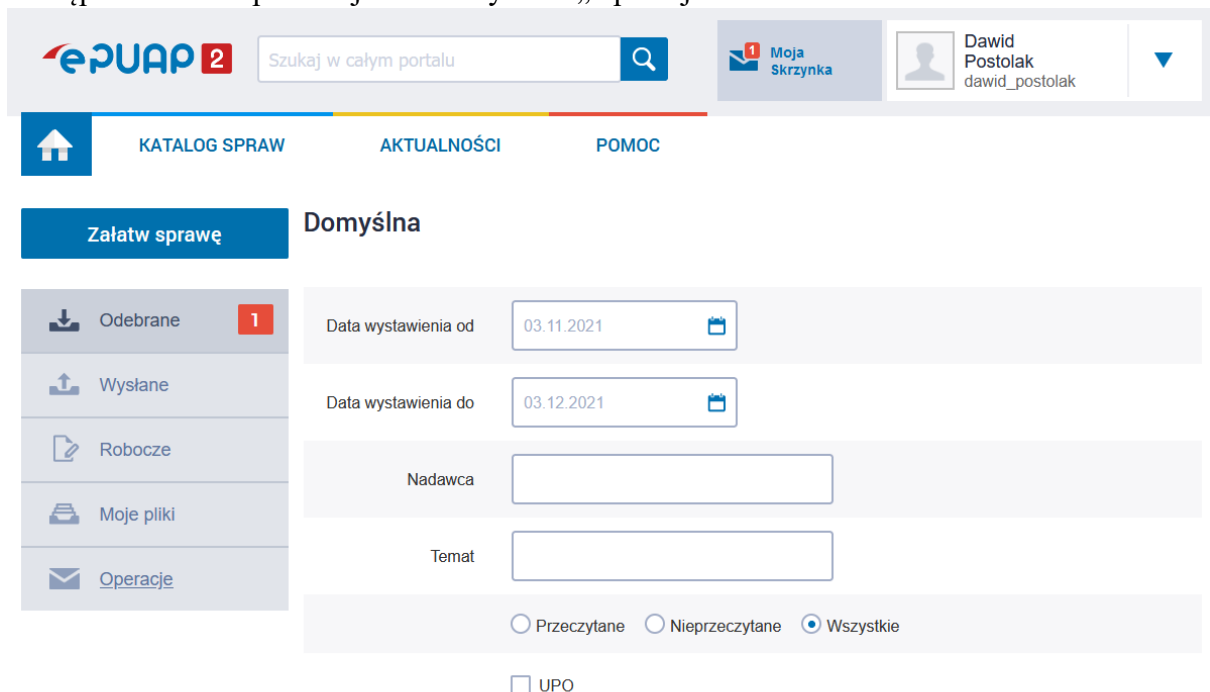 ePUAP 2
Szukaj w całym portalu
1
Moja
Skrzynka
Dawid
Postolak
dawid_postolak
KATALOG SPRAW
AKTUALNOŚCI
POMOC
Załatw sprawę
Domyślna
Odebrane 1
Wysłane
Robocze
Moje pliki
Operacje
Data wystawienia od 03.11.2021
Data wystawienia do 03.12.2021
Nadawca
Temat
Przeczytane Nieprzeczytane Wszystkie
UPO